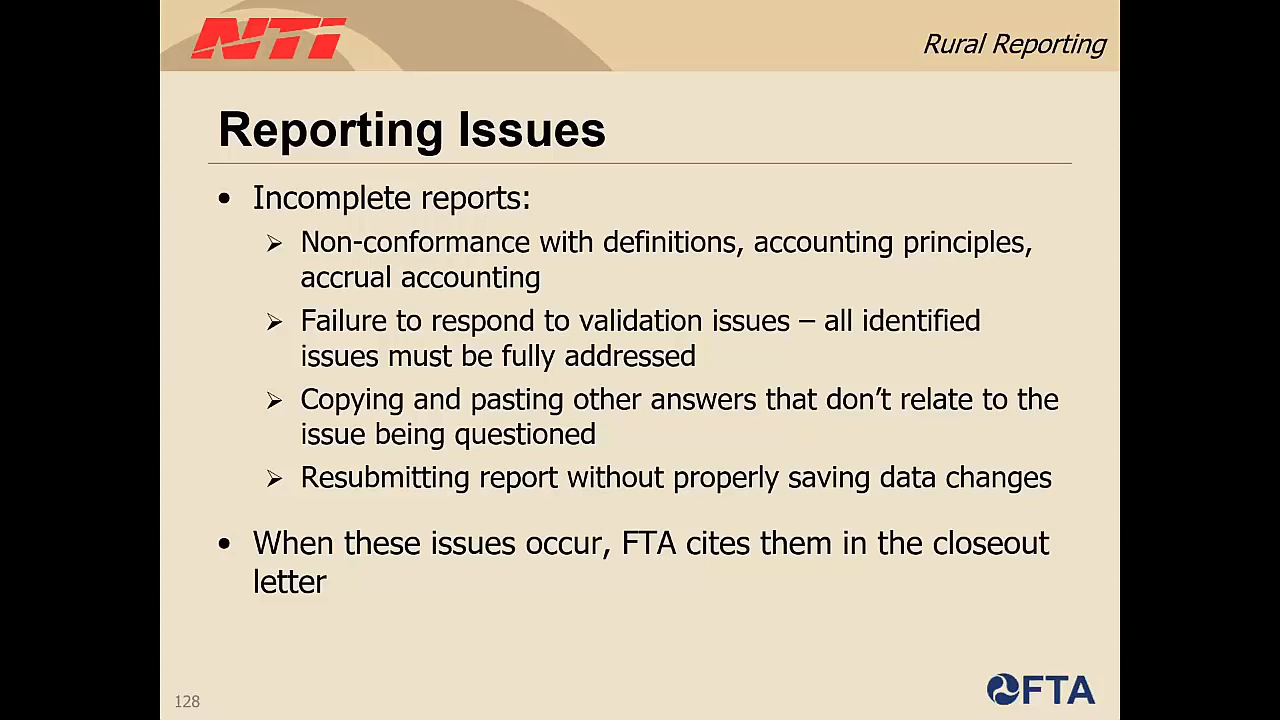 NTI
Rural Reporting
Reporting Issues
• Incomplete reports:
➢ Non-conformance with definitions, accounting principles,
accrual accounting
➢ Failure to respond to validation issues – all identified
issues must be fully addressed
➢ Copying and pasting other answers that don’t relate to the
issue being questioned
➢ Resubmitting report without properly saving data changes
• When these issues occur, FTA cites them in the closeout
letter
128
FTA